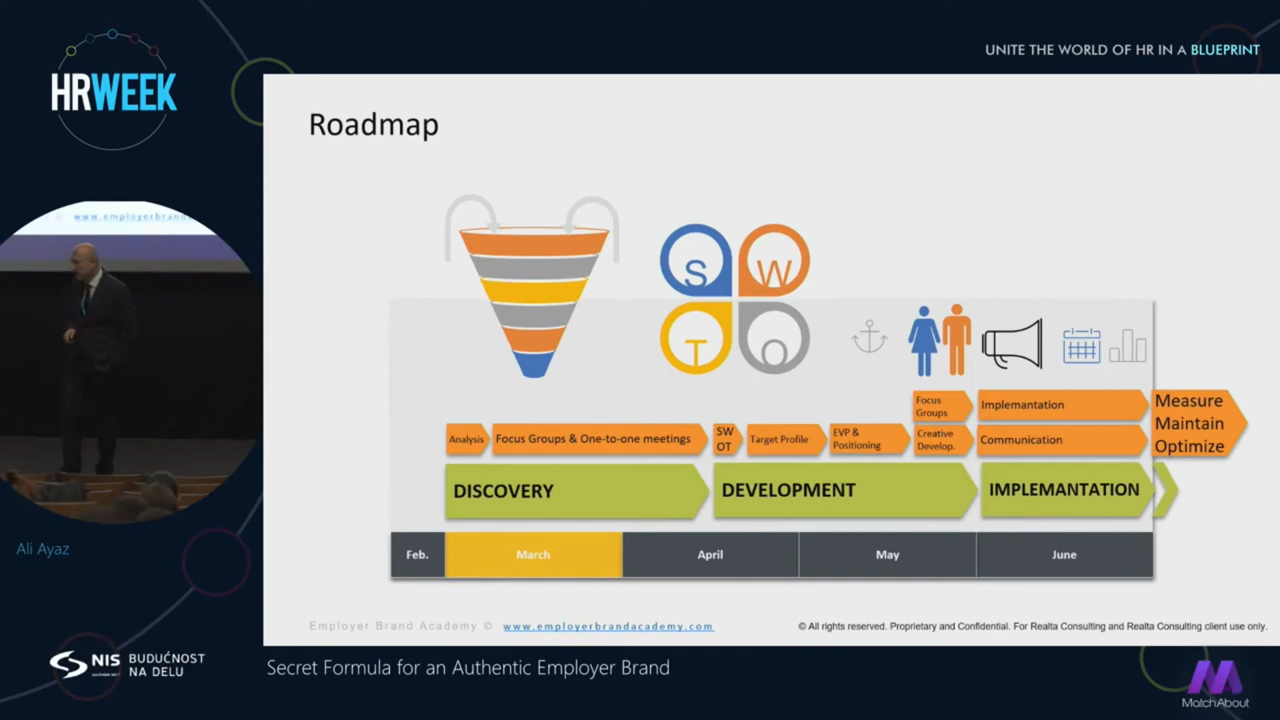 UNITE THE WORLD OF HR IN A BLUEPRINT
HRWEEK
Roadmap
www.employerbrand
S
W
T
O
Focus
Groups
Implemantation
Measure
Maintain
Optimize
Analysis
Focus Groups & One-to-one meetings
SW
OT
Target Profile
EVP &
Positioning
Creative
Develop.
Communication
DISCOVERY
DEVELOPMENT
IMPLEMANTATION
Ali Ayaz
Feb.
March
April
May
June
Employer Brand Academy © www.employerbrandacademy.com
© All rights reserved. Proprietary and Confidential. For Realta Consulting and Realta Consulting client use only.
NIS
BUDUĆNOST
NA DELU
Secret Formula for an Authentic Employer Brand
MatchAbout